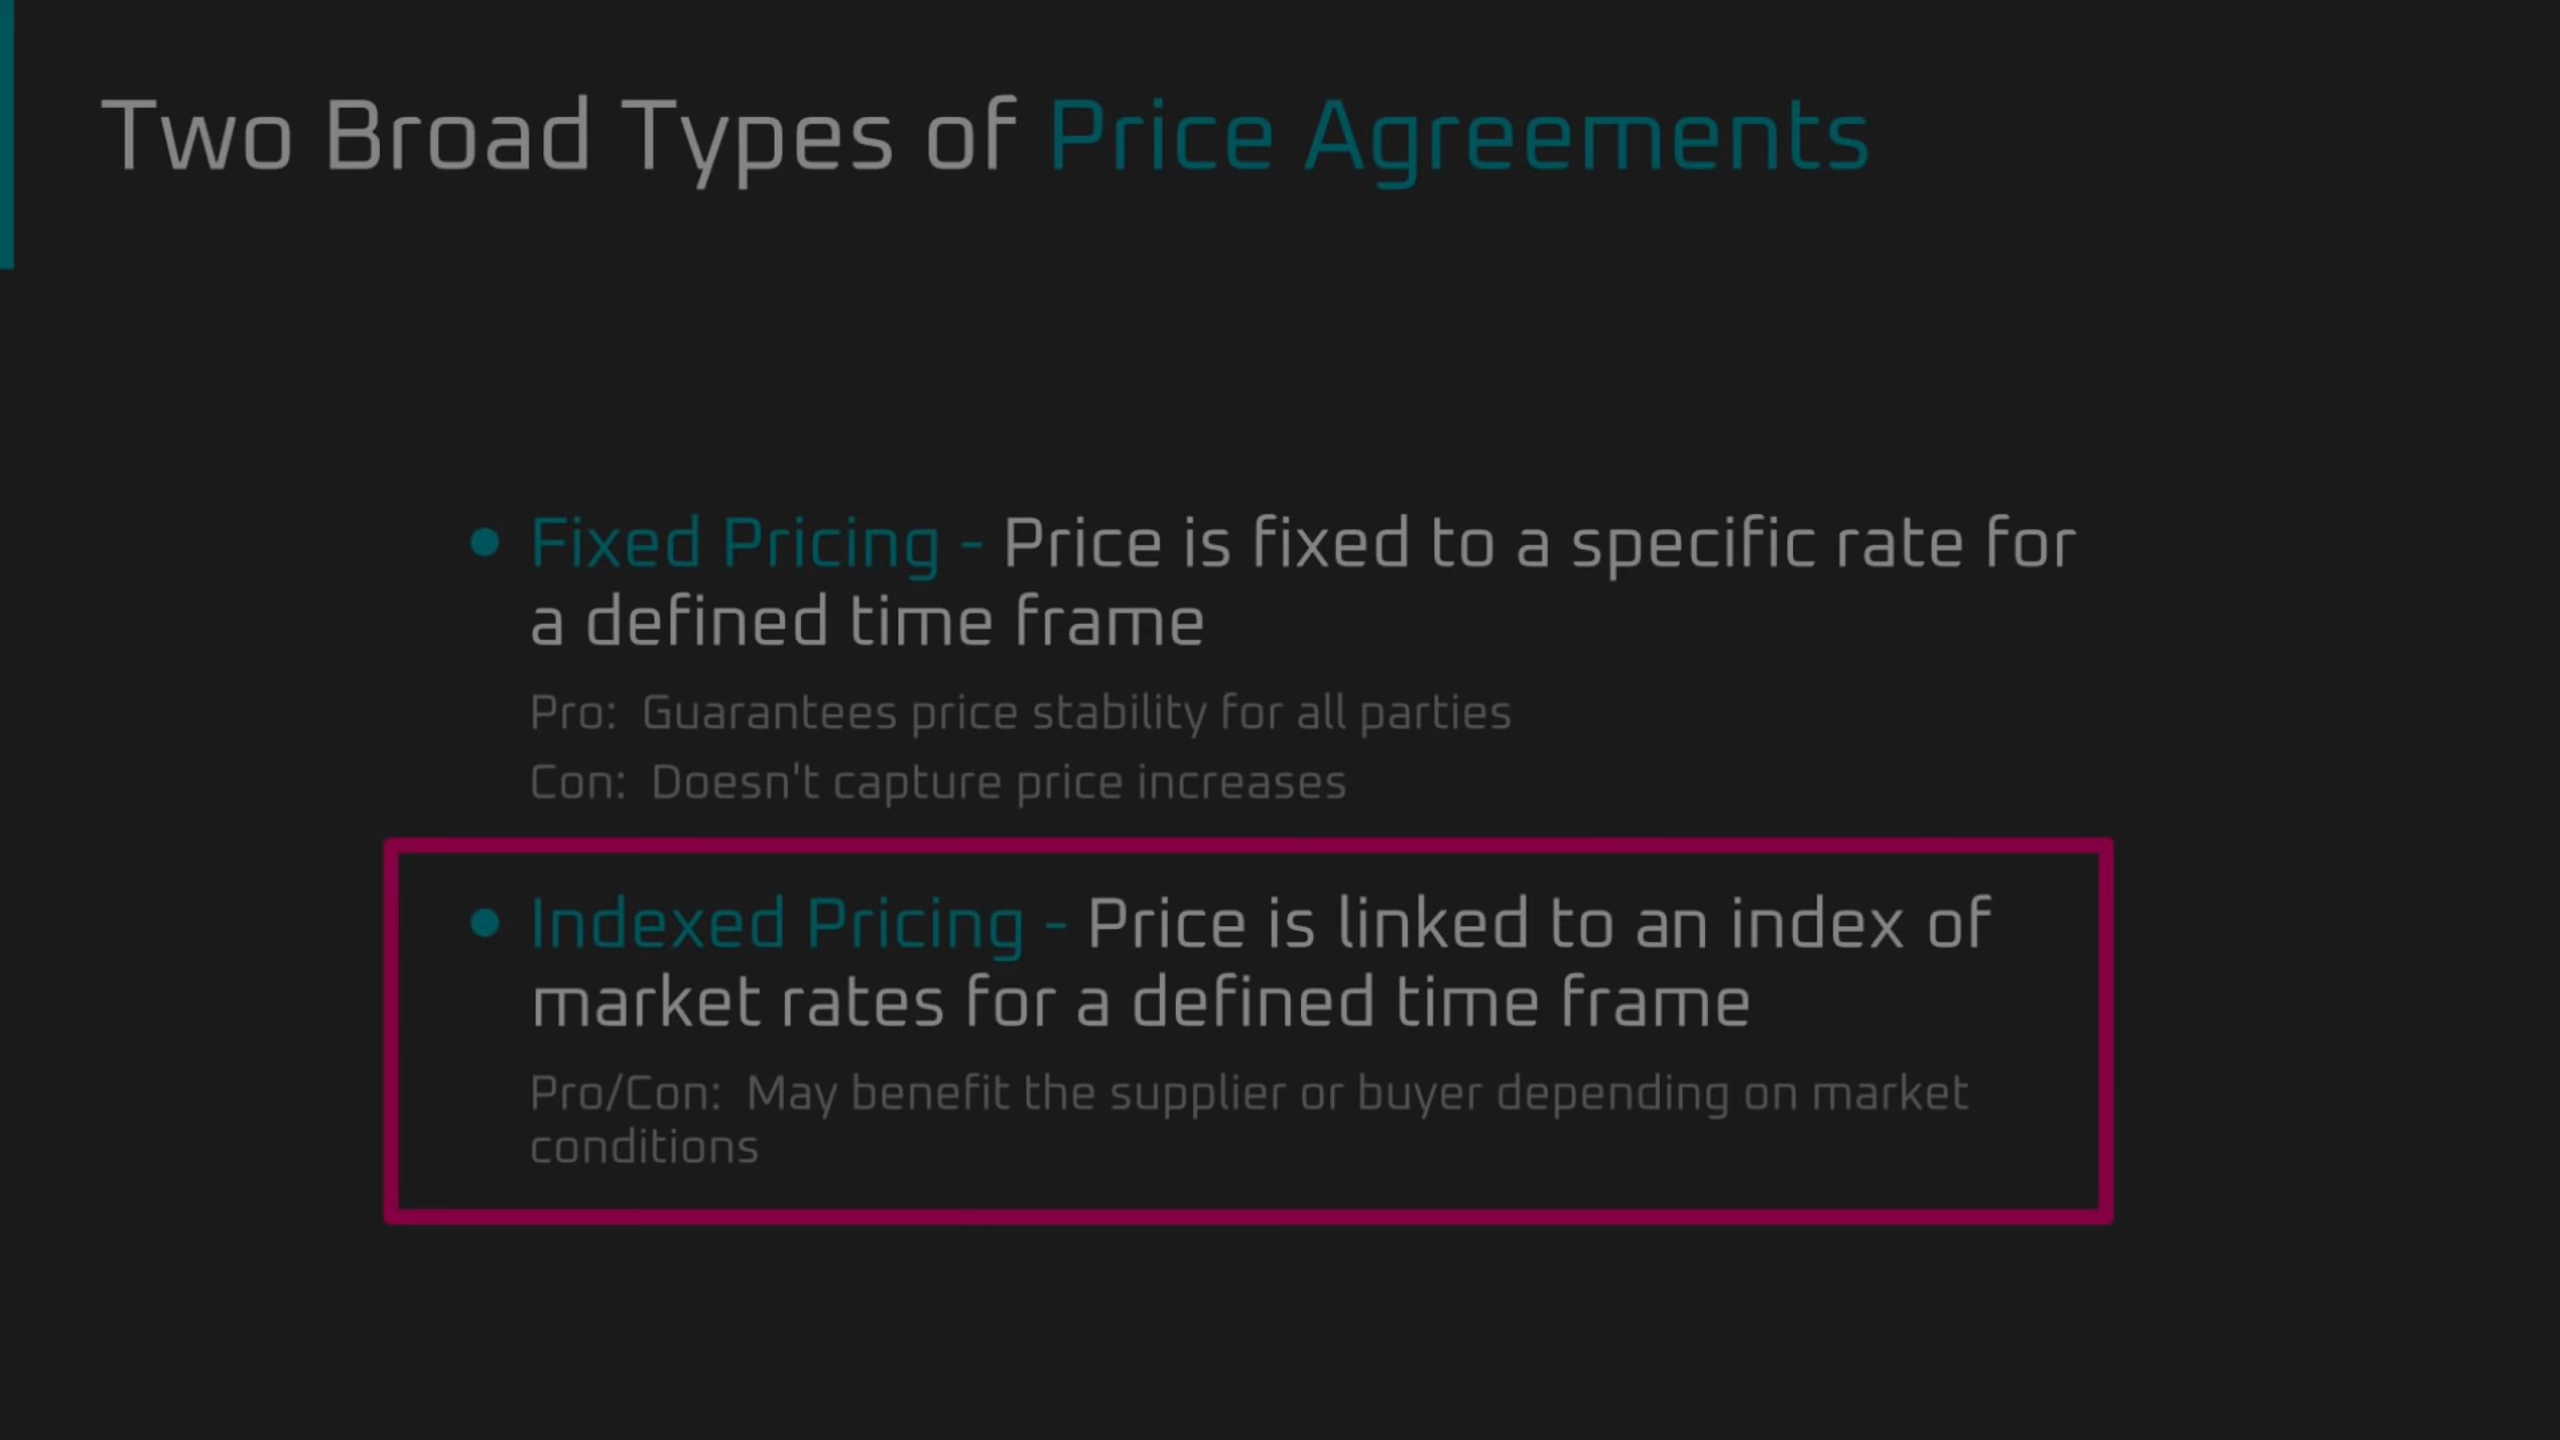 Two Broad Types of Price Agreements
• Fixed Pricing - Price is fixed to a specific rate for
a defined time frame
Pro: Guarantees price stability for all parties
Con: Doesn't capture price increases
• Indexed Pricing - Price is linked to an index of
market rates for a defined time frame
Pro/Con: May benefit the supplier or buyer depending on market
conditions